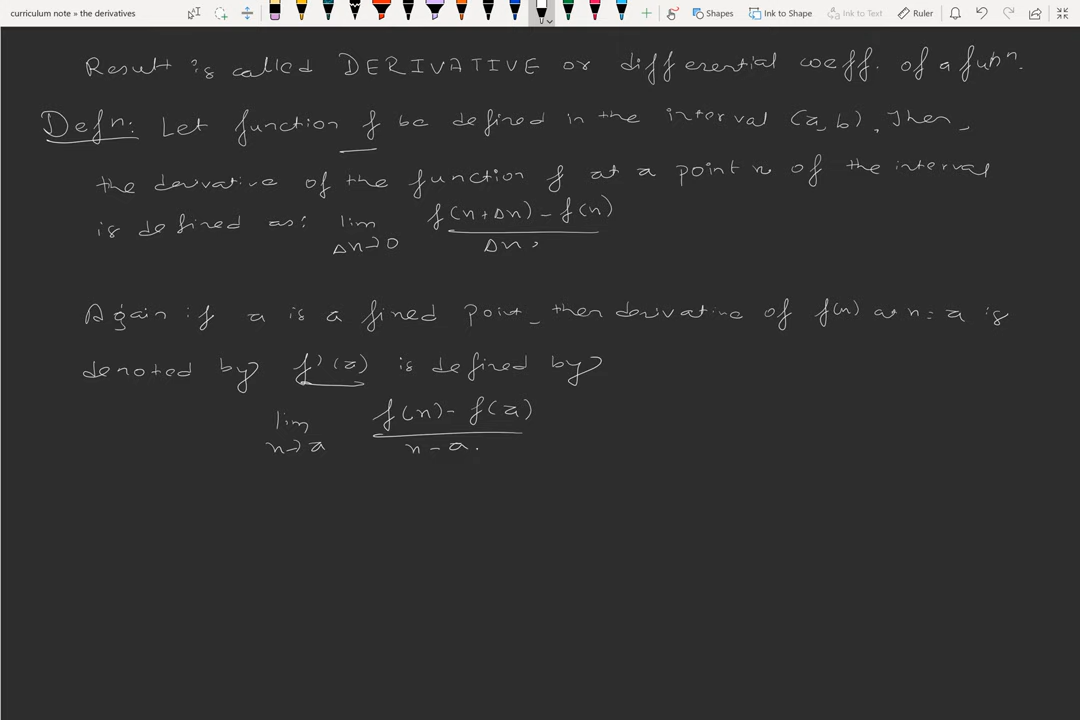 curriculum note » the derivatives
Shapes Ink to Shape Ink to Text Ruler
Result is called DERIVATIVE or differential coeff. of a funⁿ.
Defn: Let function f be defined in the interval (a, b). Then,
the derivative of the function f at a point x of the interval
is defined as: lim Δx→0 (f(x + Δx) - f(x)) / Δx,
Again if a is a fixed point, then derivative of f(x) at x = a is
denoted by f'(a) is defined by
lim x→a (f(x) - f(a)) / (x - a).